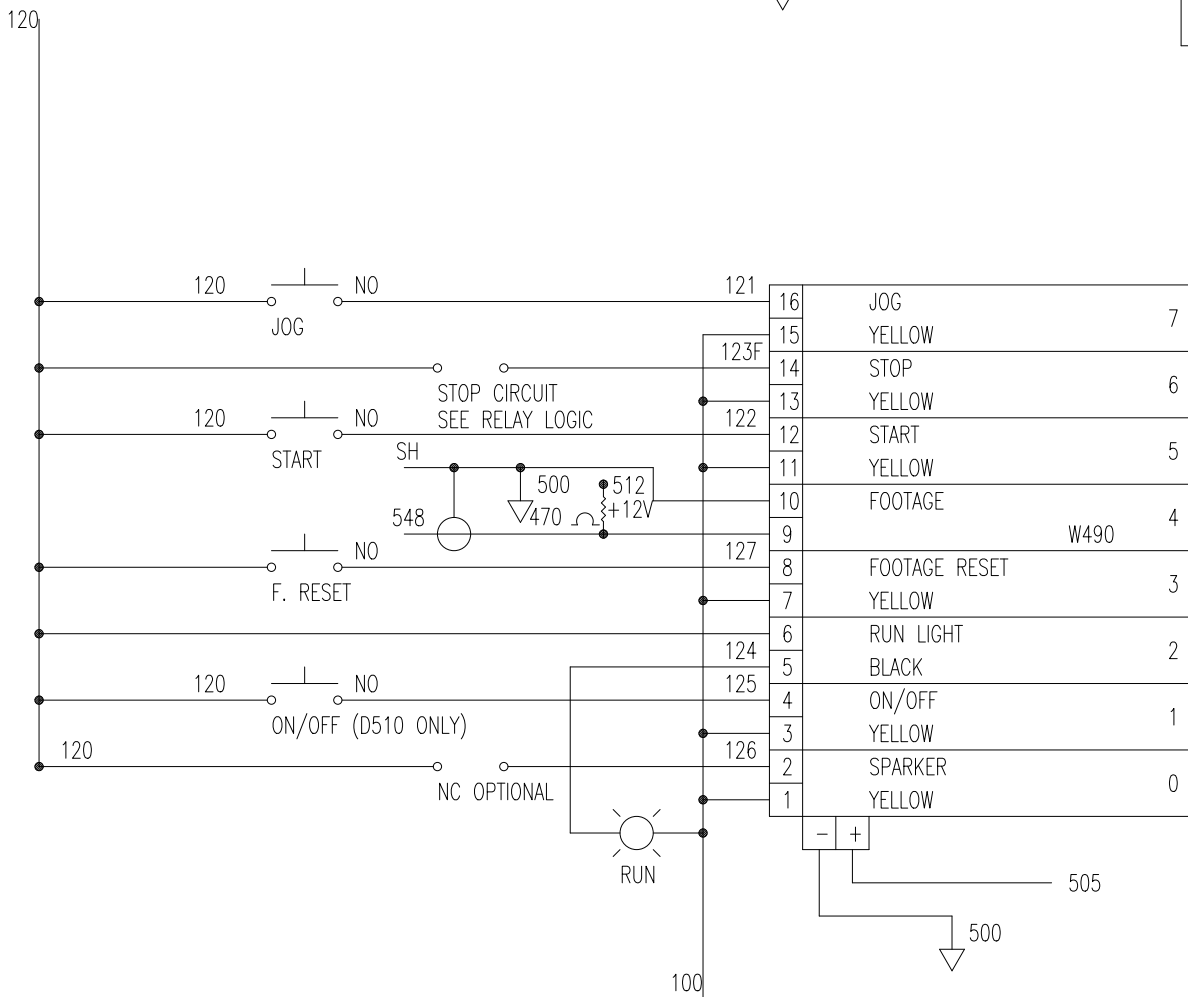 120
120 NO 121 16 JOG 7
JOG 15 YELLOW
123F 14 STOP 6
STOP CIRCUIT 13 YELLOW
SEE RELAY LOGIC
120 NO 122 12 START 5
START 11 YELLOW
SH
500 512 10 FOOTAGE 4
548 470 +12V 9 W490
NO 127 8 FOOTAGE RESET 3
F. RESET 7 YELLOW
6 RUN LIGHT 2
124 5 BLACK
120 NO 125 4 ON/OFF 1
ON/OFF (D510 ONLY) 3 YELLOW
120 126 2 SPARKER 0
NC OPTIONAL 1 YELLOW
- +
RUN
505
500
100